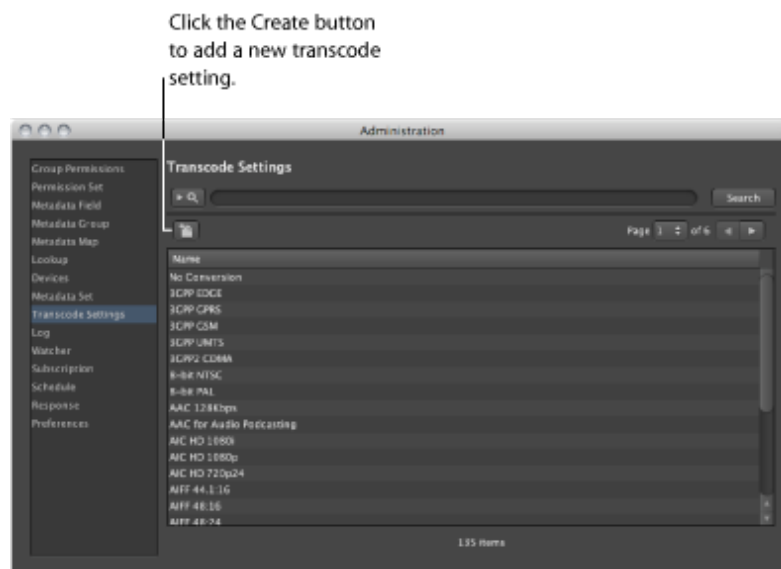 Click the Create button
to add a new transcode
setting.
Administration
Group Permissions
Permission Set
Metadata Field
Metadata Group
Metadata Map
Lookup
Devices
Metadata Set
Transcode Settings
Log
Watcher
Subscription
Schedule
Response
Preferences
Transcode Settings
Search
Page 1 of 6
Name
No Conversion
3GPP EDGE
3GPP GPRS
3GPP GSM
3GPP UMTS
3GPP2 CDMA
8-bit NTSC
8-bit PAL
AAC 128Kbps
AAC for Audio Podcasting
AIC HD 1080i
AIC HD 1080p
AIC HD 720p24
AIFF 44.1:16
AIFF 48:16
AIFF 48:24
135 items